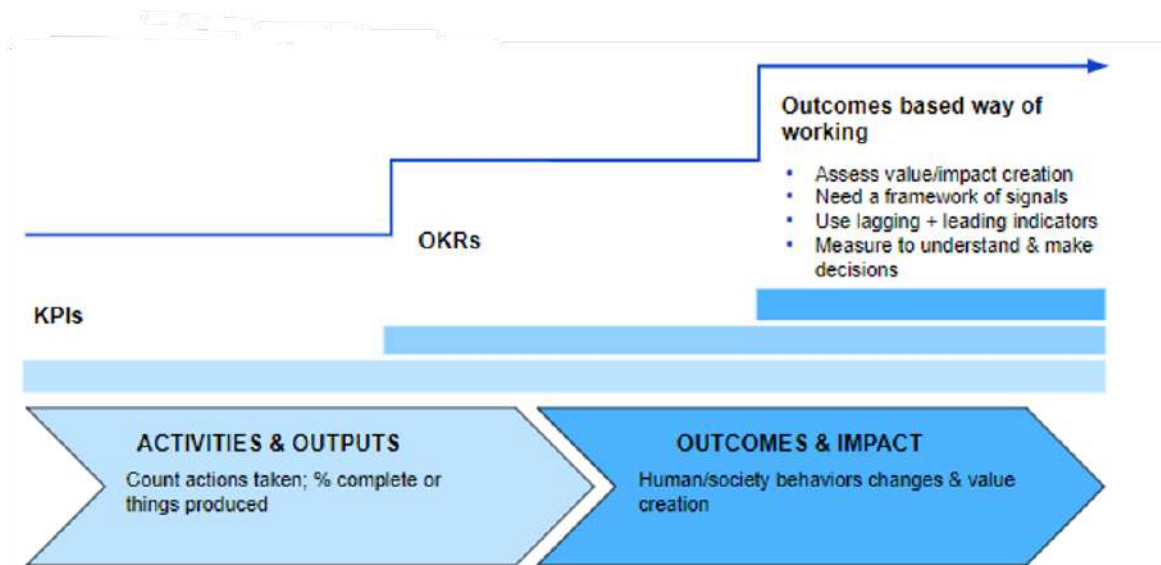 Outcomes based way of
working
• Assess value/impact creation
• Need a framework of signals
• Use lagging + leading indicators
• Measure to understand & make
decisions
OKRs
KPIs
ACTIVITIES & OUTPUTS
Count actions taken; % complete or
things produced
OUTCOMES & IMPACT
Human/society behaviors changes & value
creation